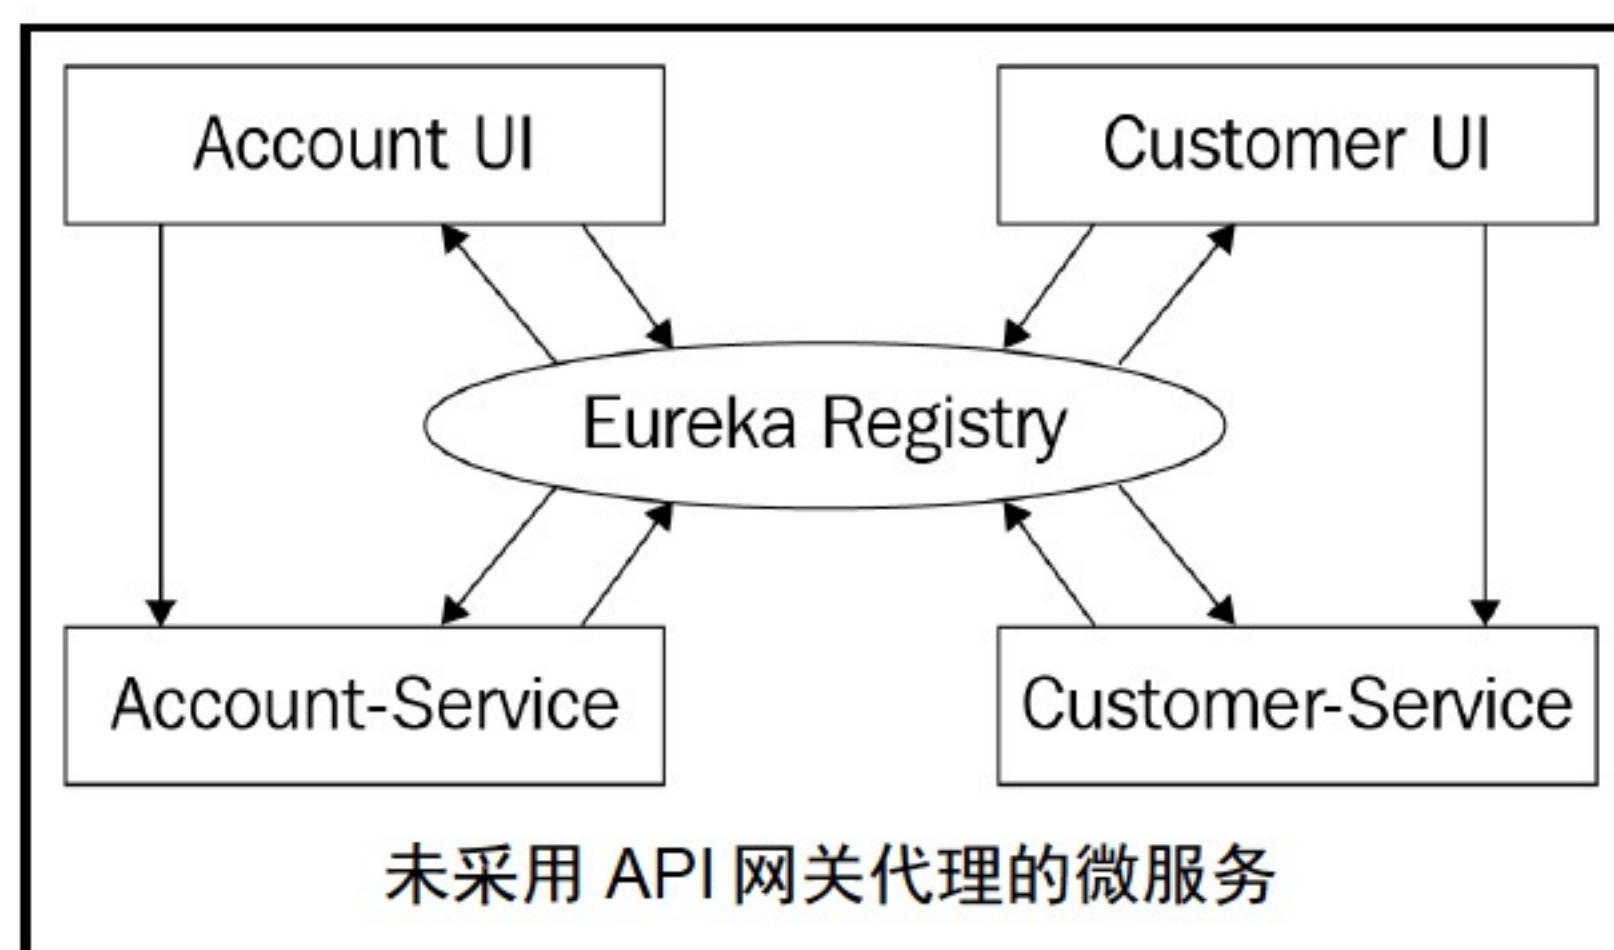 Account UI
Customer UI
Eureka Registry
Account-Service
Customer-Service
未采用 API 网关代理的微服务